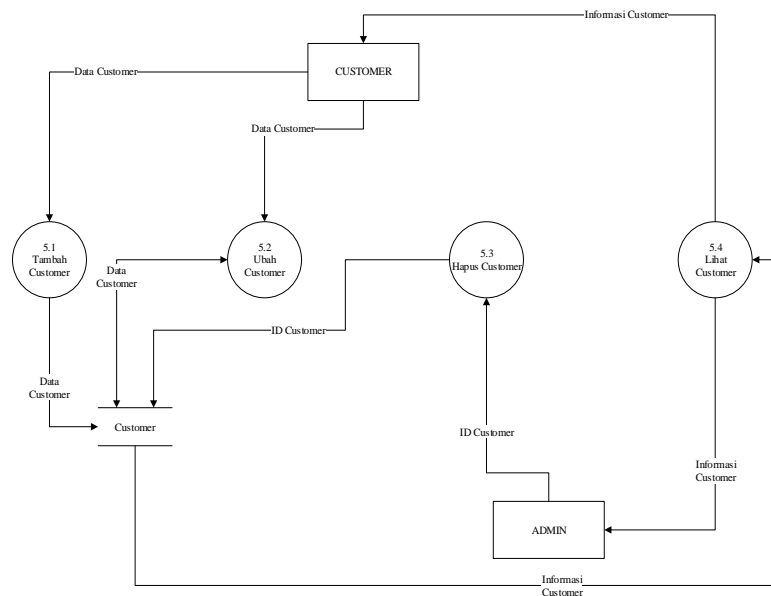 Informasi Customer
CUSTOMER
Data Customer
Data Customer
5.1
Tambah
Customer
5.2
Ubah
Customer
5.3
Hapus Customer
5.4
Lihat
Customer
Data
Customer
ID Customer
Data
Customer
Customer
ID Customer
Informasi
Customer
ADMIN
Informasi
Customer